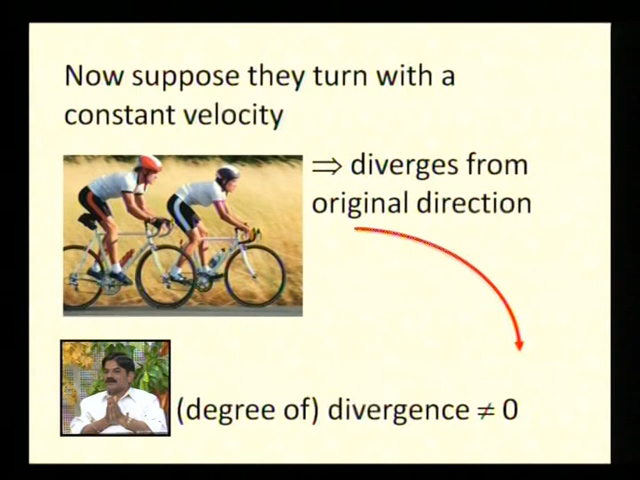 Now suppose they turn with a
constant velocity
⇒ diverges from
original direction
(degree of) divergence ≠ 0